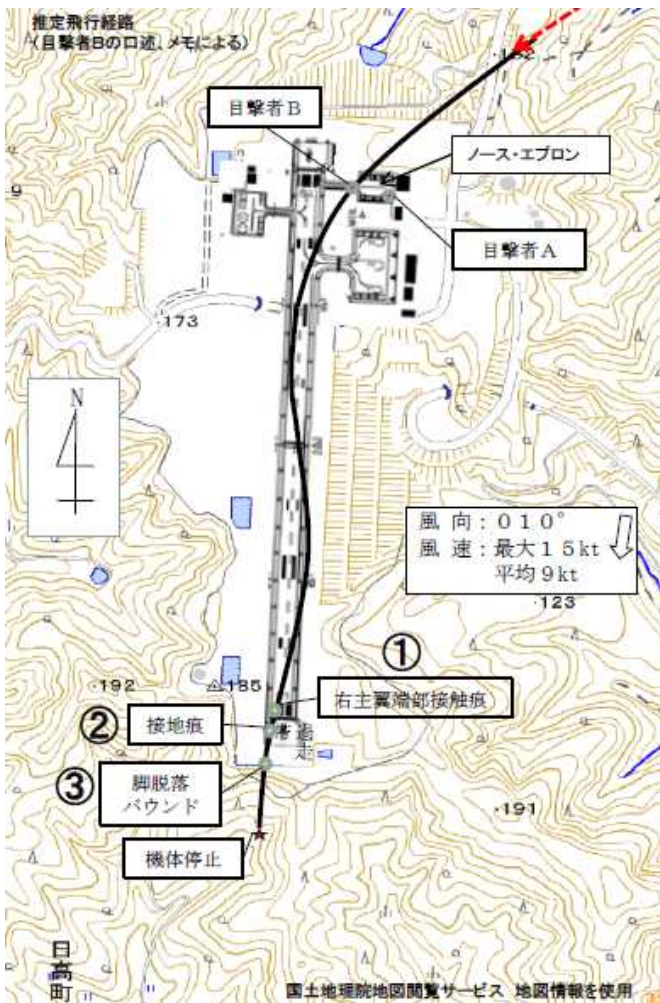 推定飛行経路
（目撃者Bの口述、メモによる）
目撃者B
ノース・エプロン
目撃者A
173
N
風 向：０１０°
風 速：最大１５kt
平均９kt
123
①
192
185
右主翼端部接触痕
②
接地痕
過走帯
③
脚脱落
バウンド
191
機体停止
日高町
国土地理院地図閲覧サービス 地図情報を使用